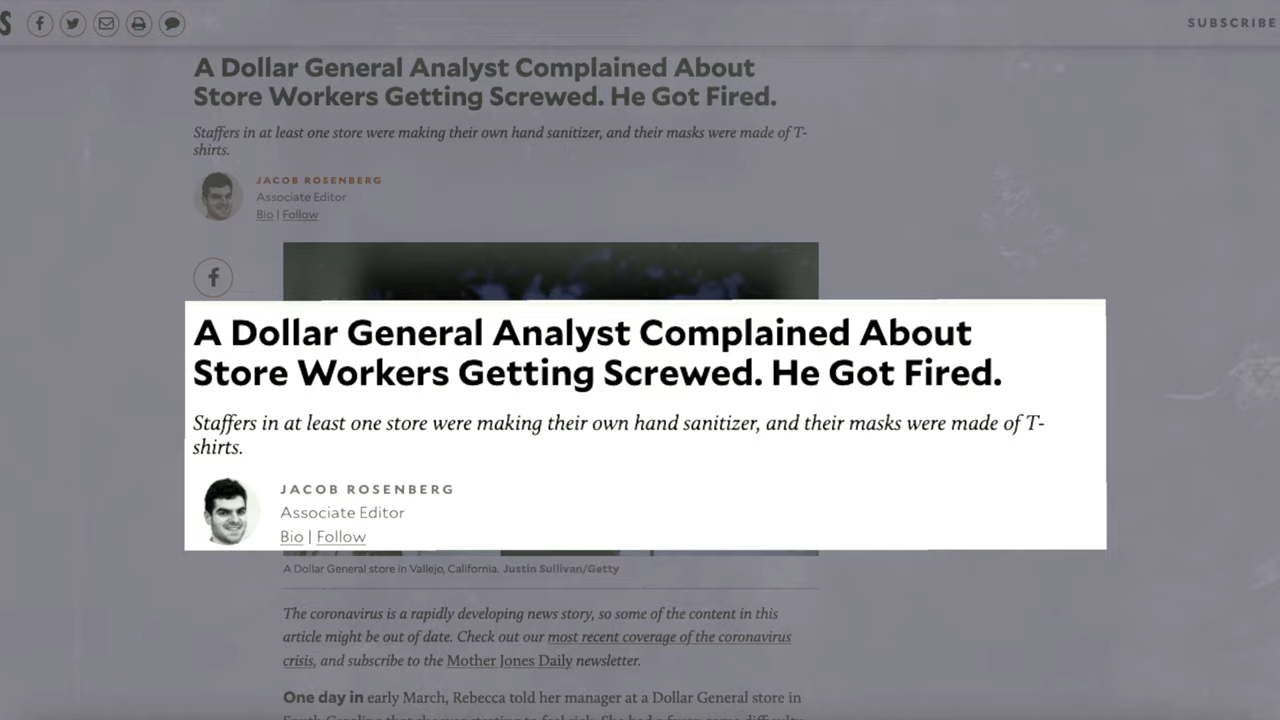 S
SUBSCRIBE
A Dollar General Analyst Complained About
Store Workers Getting Screwed. He Got Fired.
Staffers in at least one store were making their own hand sanitizer, and their masks were made of T-
shirts.
JACOB ROSENBERG
Associate Editor
Bio | Follow
A Dollar General Analyst Complained About
Store Workers Getting Screwed. He Got Fired.
Staffers in at least one store were making their own hand sanitizer, and their masks were made of T-
shirts.
JACOB ROSENBERG
Associate Editor
Bio | Follow
A Dollar General store in Vallejo, California. Justin Sullivan/Getty
The coronavirus is a rapidly developing news story, so some of the content in this
article might be out of date. Check out our most recent coverage of the coronavirus
crisis, and subscribe to the Mother Jones Daily newsletter.
One day in early March, Rebecca told her manager at a Dollar General store in